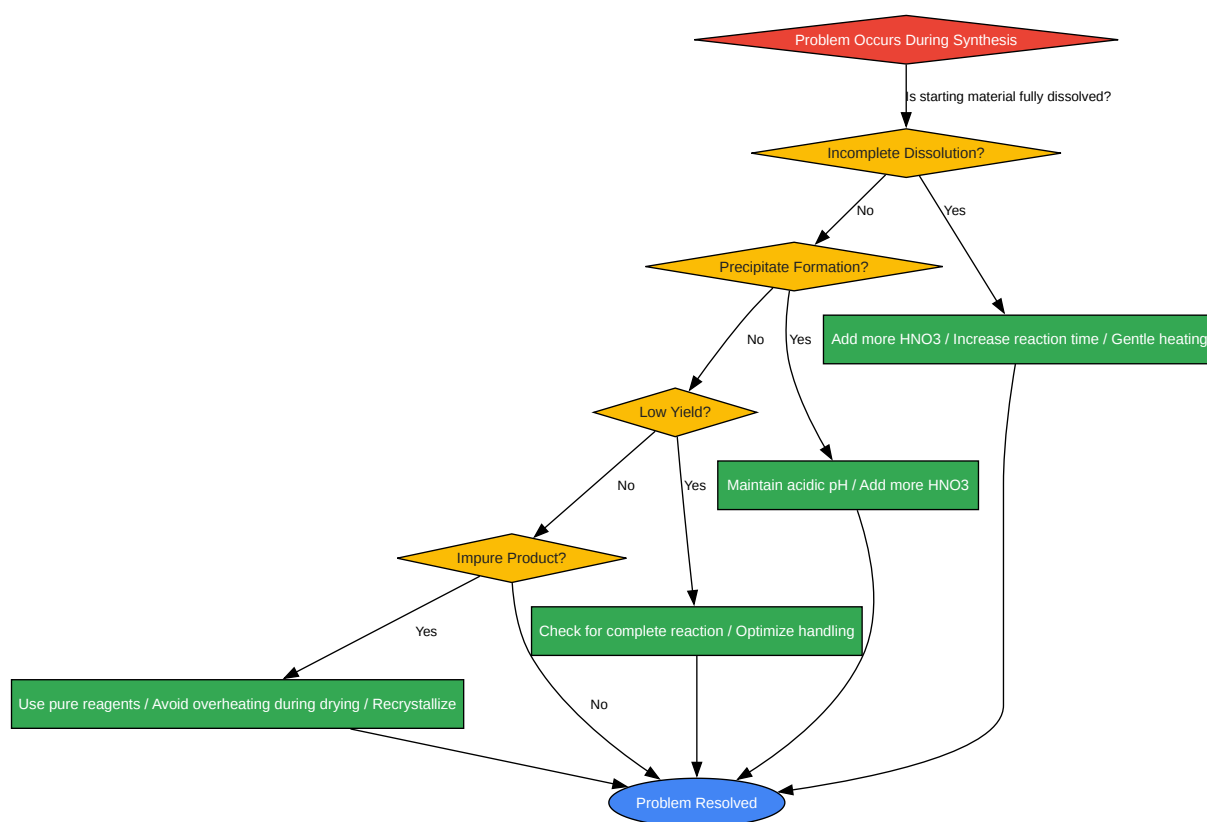 Problem Occurs During Synthesis
Is starting material fully dissolved?
Incomplete Dissolution?
No
Yes
Precipitate Formation?
No
Yes
Add more HNO3 / Increase reaction time / Gentle heating
Low Yield?
No
Yes
Maintain acidic pH / Add more HNO3
Impure Product?
Yes
Check for complete reaction / Optimize handling
Use pure reagents / Avoid overheating during drying / Recrystallize
No
Problem Resolved